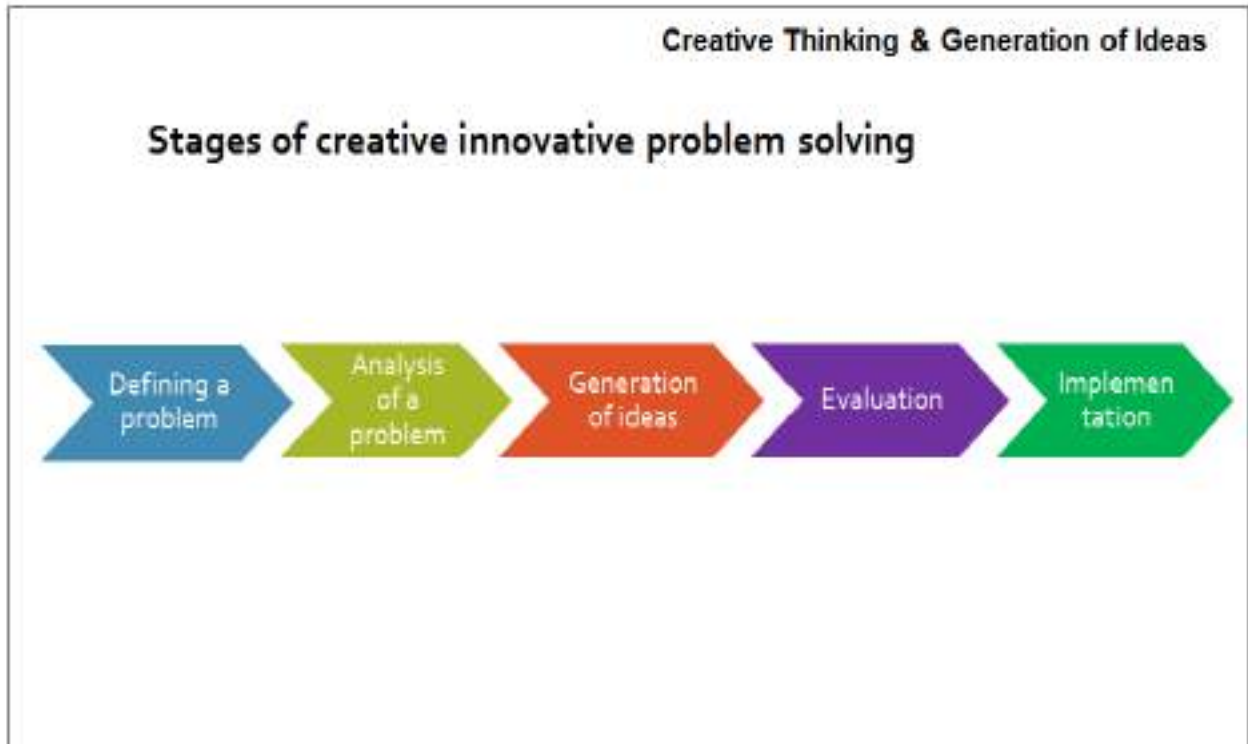 Creative Thinking & Generation of Ideas
Stages of creative innovative problem solving
Defining a
problem
Analysis
of a
problem
Generation
of ideas
Evaluation
Implemen
tation